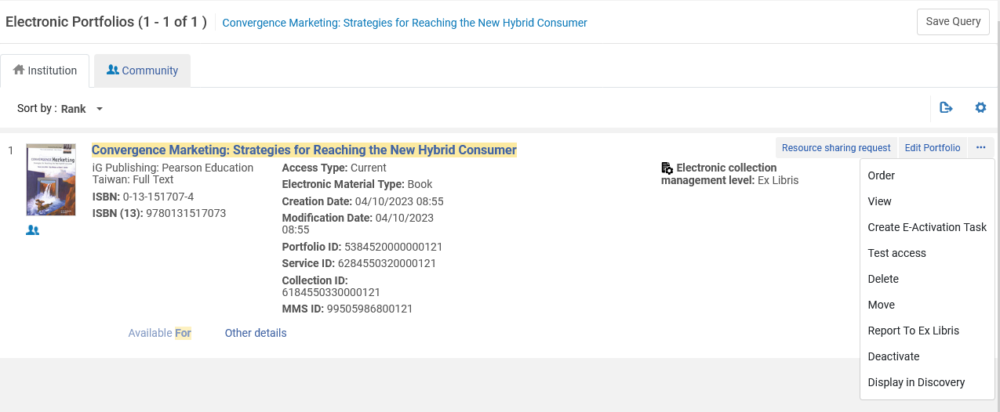 Electronic Portfolios (1 - 1 of 1 )
Convergence Marketing: Strategies for Reaching the New Hybrid Consumer
Save Query
Institution
Community
Sort by : Rank
1
Convergence Marketing: Strategies for Reaching the New Hybrid Consumer
iG Publishing: Pearson Education
Taiwan: Full Text
ISBN: 0-13-151707-4
ISBN (13): 9780131517073
Access Type: Current
Electronic Material Type: Book
Creation Date: 04/10/2023 08:55
Modification Date: 04/10/2023
08:55
Portfolio ID: 5384520000000121
Service ID: 6284550320000121
Collection ID:
6184550330000121
MMS ID: 99505986800121
Electronic collection
management level: Ex Libris
Available For
Other details
Resource sharing request
Edit Portfolio
Order
View
Create E-Activation Task
Test access
Delete
Move
Report To Ex Libris
Deactivate
Display in Discovery
CONVERGENCE Marketing